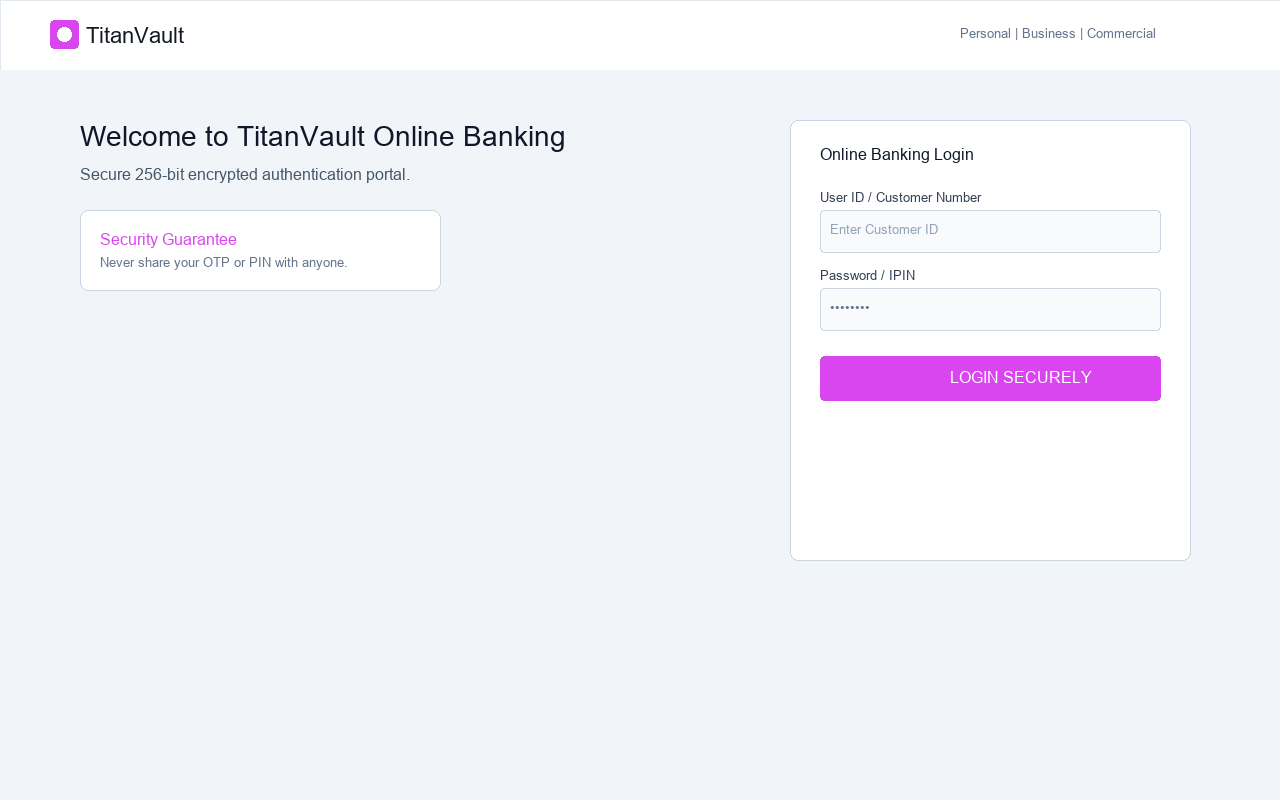 TitanVault
Personal | Business | Commercial
Welcome to TitanVault Online Banking
Secure 256-bit encrypted authentication portal.
Security Guarantee
Never share your OTP or PIN with anyone.
Online Banking Login
User ID / Customer Number
Enter Customer ID
Password / IPIN
••••••••
LOGIN SECURELY